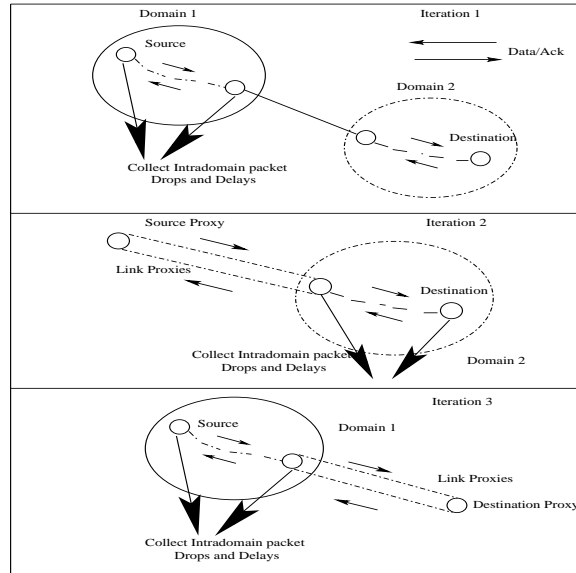 Domain 1
Iteration 1
Source
Data/Ack
Domain 2
Destination
Collect Intradomain packet
Drops and Delays
Source Proxy
Iteration 2
Link Proxies
Destination
Collect Intradomain packet
Drops and Delays
Domain 2
Iteration 3
Source
Domain 1
Link Proxies
Destination Proxy
Collect Intradomain packet
Drops and Delays